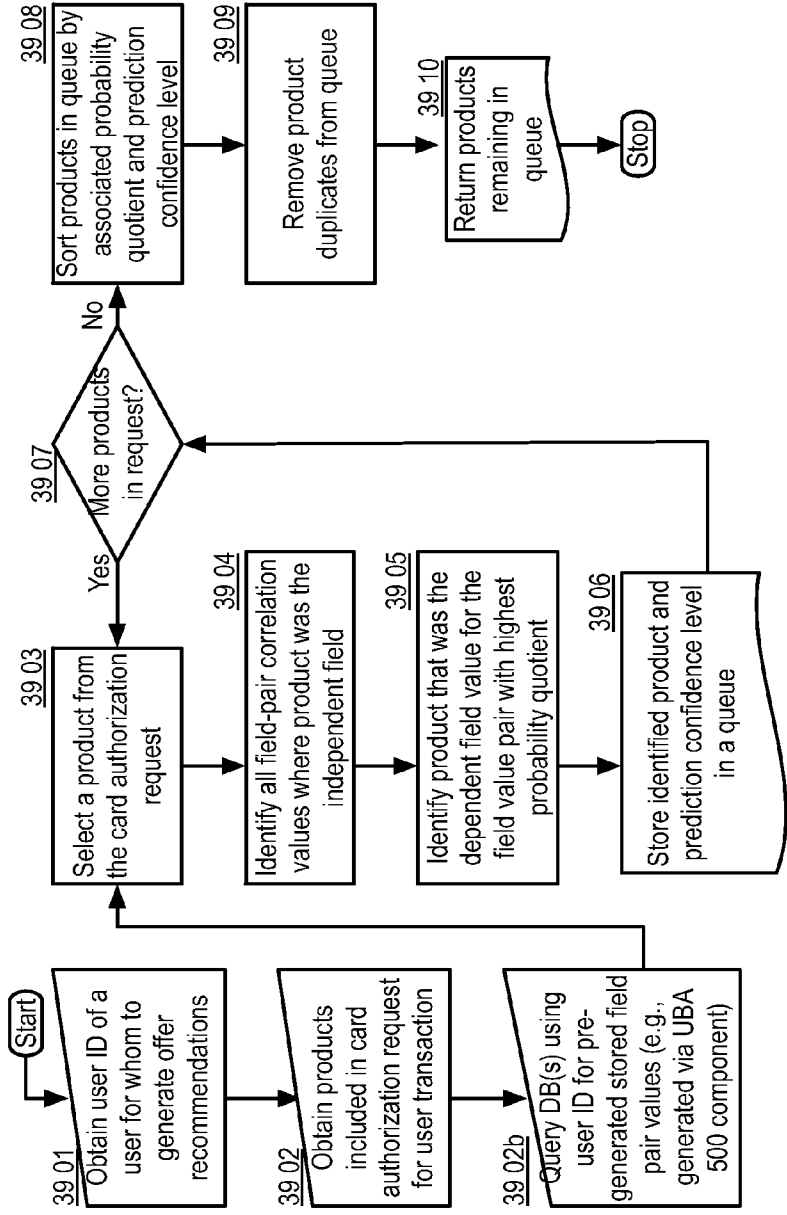 Start
39 01
Obtain user ID of a
user for whom to
generate offer
recommendations
39 02
Obtain products
included in card
authorization request
for user transaction
39 02b
Query DB(s) using
user ID for pre-
generated stored field
pair values (e.g.,
generated via UBA
500 component)
39 03
Select a product from
the card authorization
request
39 04
Identify all field-pair correlation
values where product was the
independent field
39 05
Identify product that was the
dependent field value for the
field value pair with highest
probability quotient
39 06
Store identified product and
prediction confidence level
in a queue
39 07
More products
in request?
Yes
No
39 08
Sort products in queue by
associated probability
quotient and prediction
confidence level
39 09
Remove product
duplicates from queue
39 10
Return products
remaining in
queue
Stop